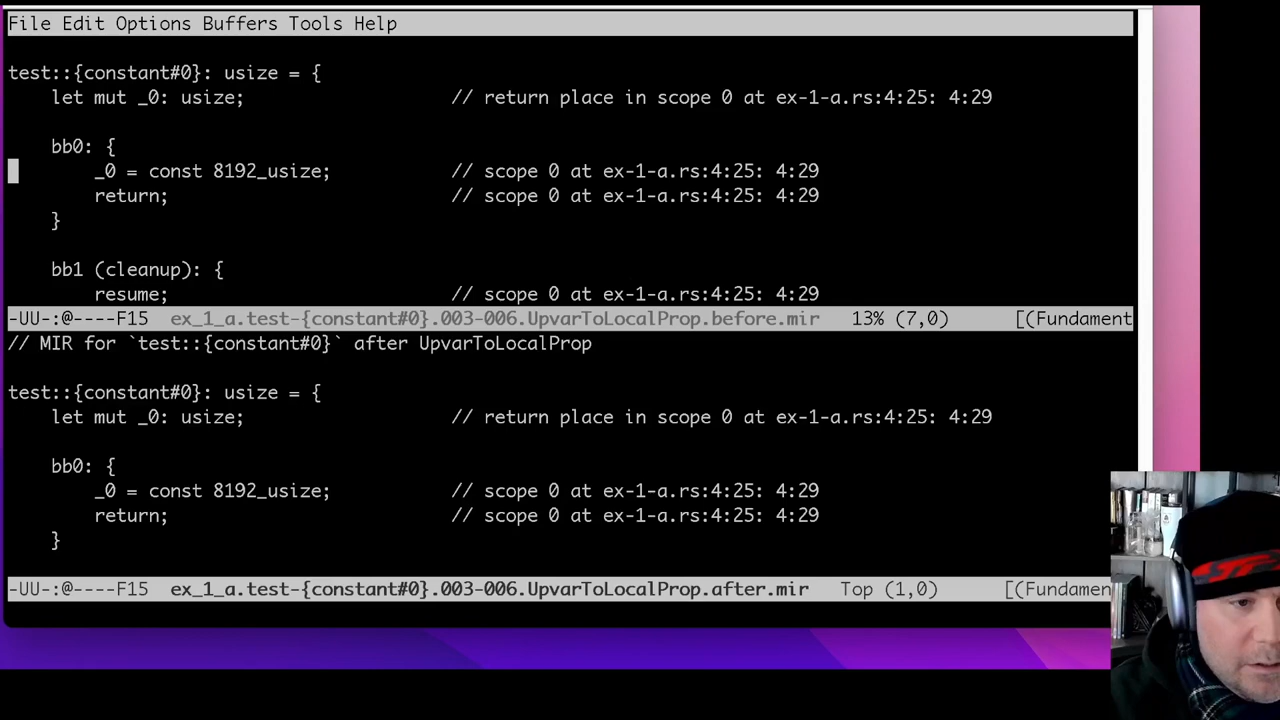 File Edit Options Buffers Tools Help
test::{constant#0}: usize = {
let mut _0: usize; // return place in scope 0 at ex-1-a.rs:4:25: 4:29
bb0: {
_0 = const 8192_usize; // scope 0 at ex-1-a.rs:4:25: 4:29
return; // scope 0 at ex-1-a.rs:4:25: 4:29
}
bb1 (cleanup): {
resume; // scope 0 at ex-1-a.rs:4:25: 4:29
-UU-:@----F15 ex_1_a.test-{constant#0}.003-006.UpvarToLocalProp.before.mir 13% (7,0) [(Fundament
// MIR for `test::{constant#0}` after UpvarToLocalProp
test::{constant#0}: usize = {
let mut _0: usize; // return place in scope 0 at ex-1-a.rs:4:25: 4:29
bb0: {
_0 = const 8192_usize; // scope 0 at ex-1-a.rs:4:25: 4:29
return; // scope 0 at ex-1-a.rs:4:25: 4:29
}
-UU-:@----F15 ex_1_a.test-{constant#0}.003-006.UpvarToLocalProp.after.mir Top (1,0) [(Fundamen